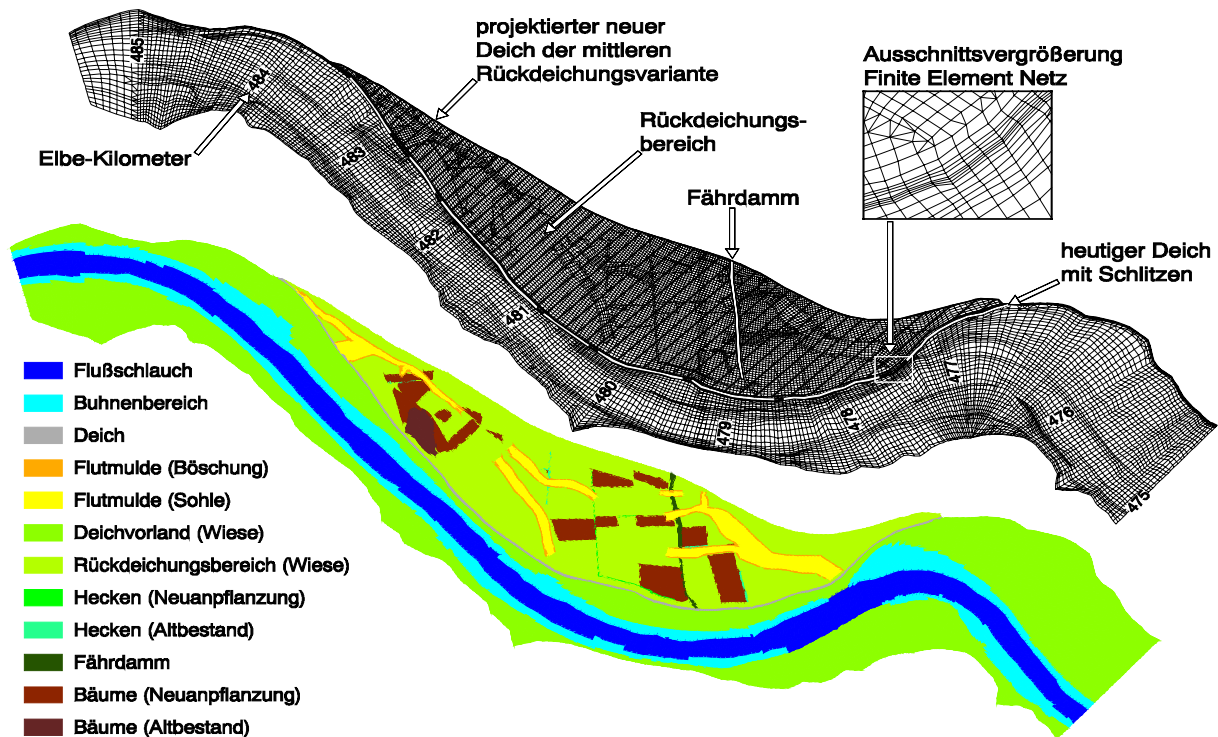 projektierter neuer
Deich der mittleren
Rückdeichungsvariante
Ausschnittsvergrößerung
Finite Element Netz
Rückdeichungs-
bereich
Elbe-Kilometer
Fährdamm
heutiger Deich
mit Schlitzen
485
484
483
482
481
480
479
478
477
476
475
Flußschlauch
Buhnenbereich
Deich
Flutmulde (Böschung)
Flutmulde (Sohle)
Deichvorland (Wiese)
Rückdeichungsbereich (Wiese)
Hecken (Neuanpflanzung)
Hecken (Altbestand)
Fährdamm
Bäume (Neuanpflanzung)
Bäume (Altbestand)